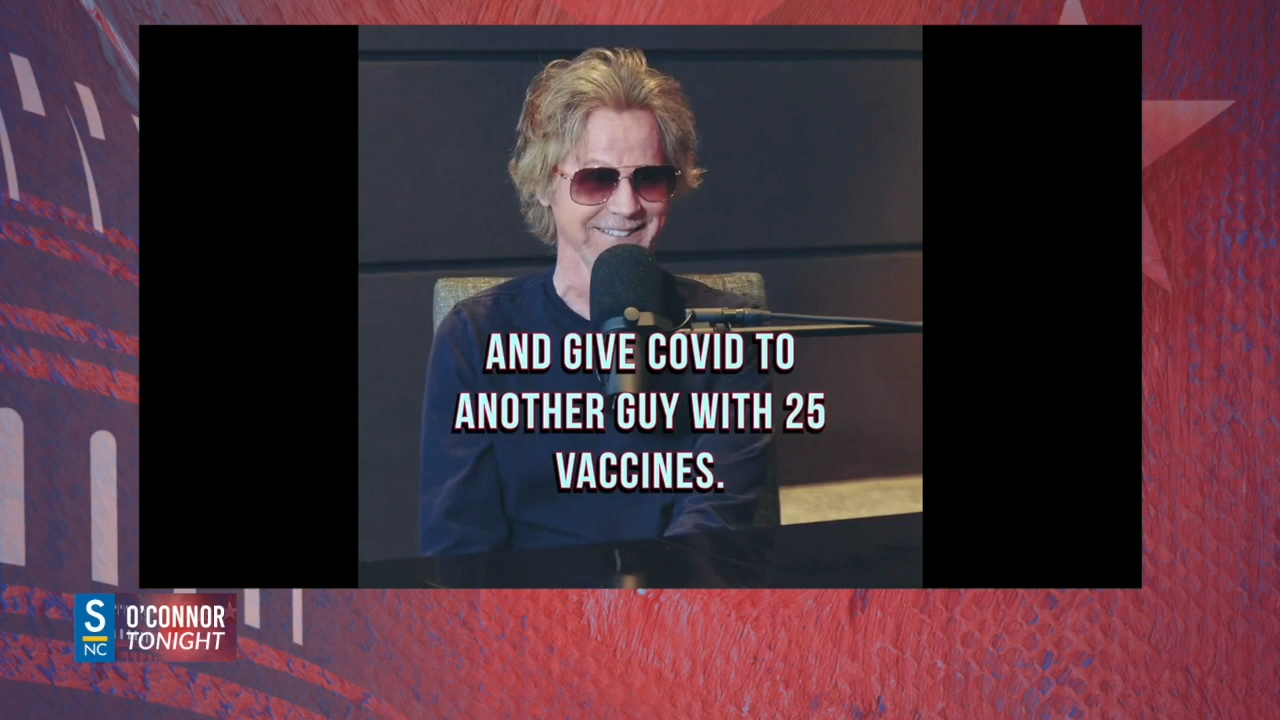 AND GIVE COVID TO
ANOTHER GUY WITH 25
VACCINES.
S
NC
O'CONNOR
TONIGHT